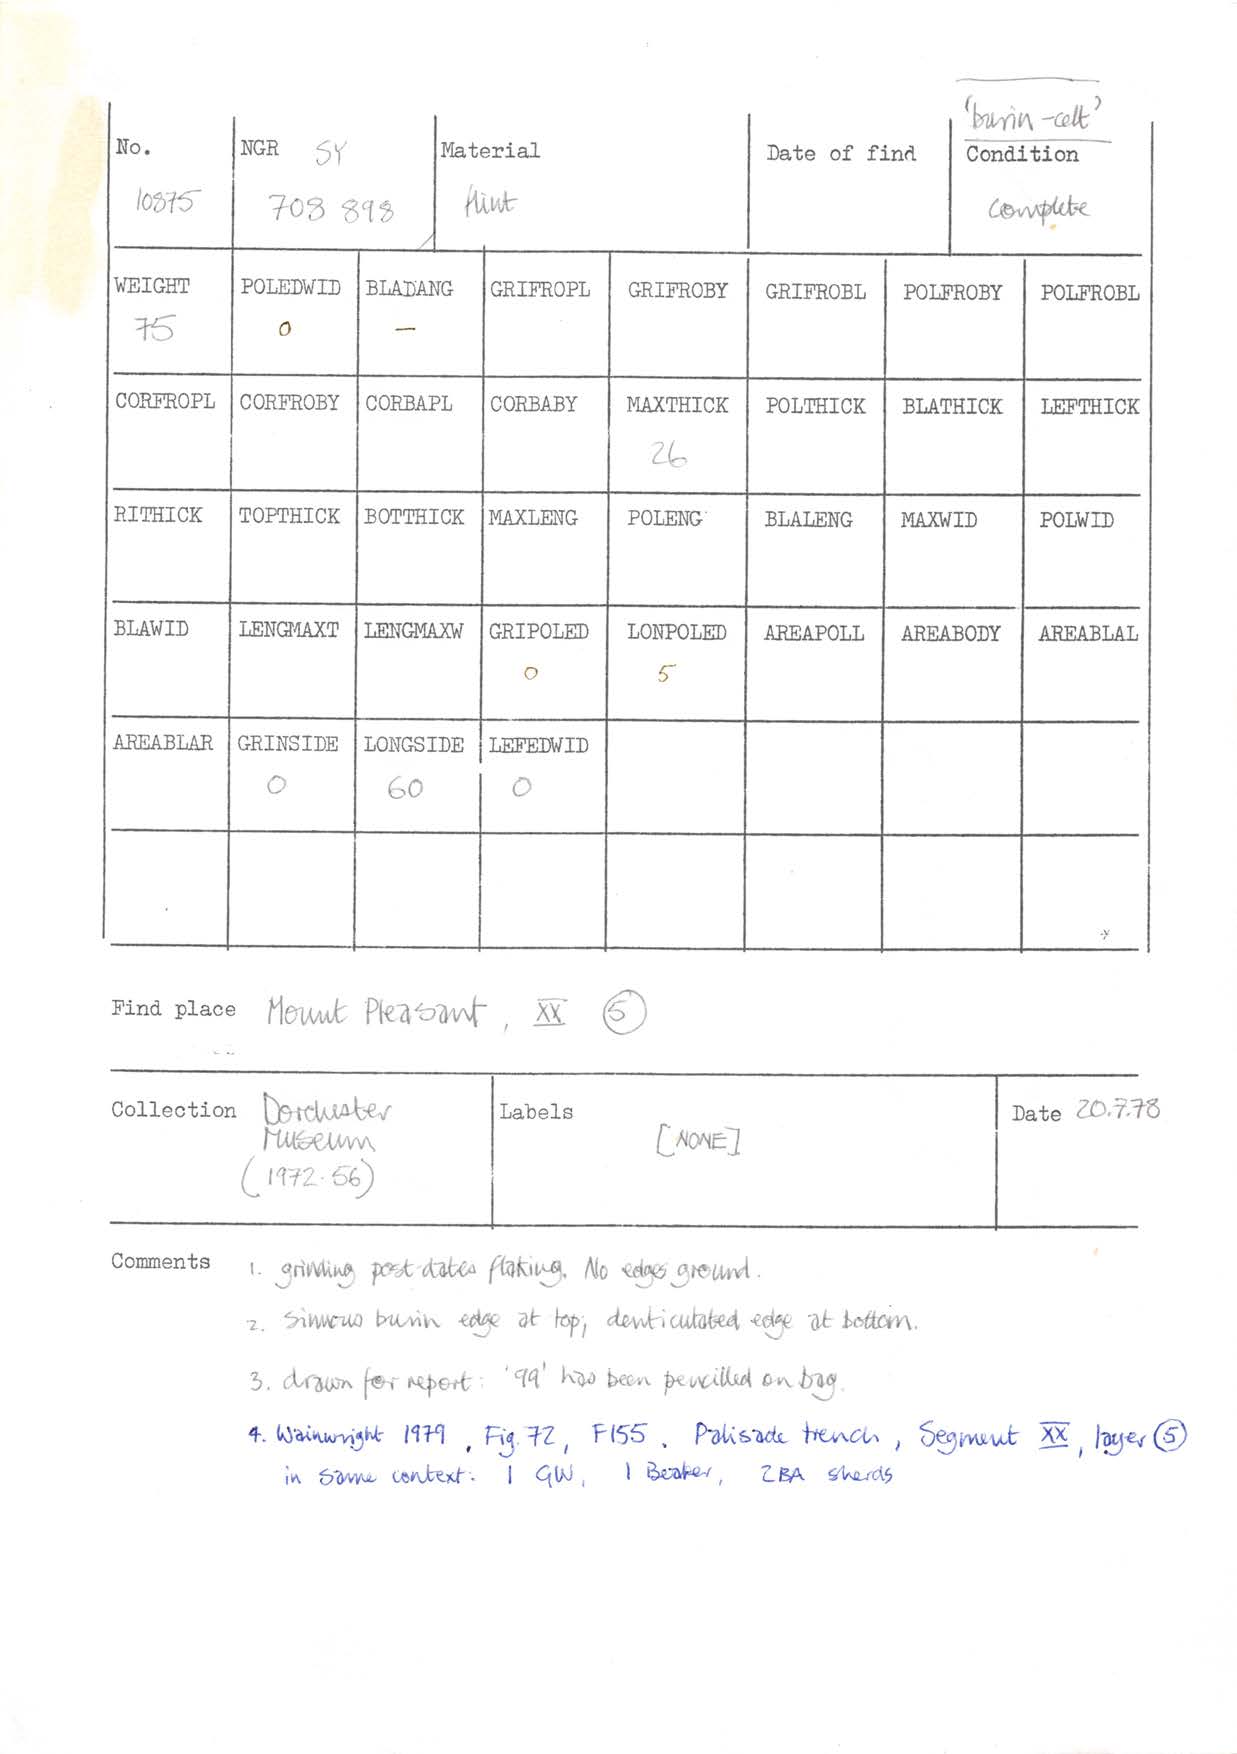 'burin-celt'
No. NGR SY Material Date of find Condition
10875 708 898 flint complete
WEIGHT POLEDWID BLADANG GRIFROPL GRIFROBY GRIFROBL POLFROBY POLFROBL
75 0 —
CORFROPL CORFROBY CORBAPL CORBABY MAXTHICK POLTHICK BLATHICK LEFTHICK
26
RITHICK TOPTHICK BOTTHICK MAXLENG POLENG BLALENG MAXWID POLWID
BLAWID LENGMAXT LENGMAXW GRIPOLED LONPOLED AREAPOLL AREABODY AREABLAL
0 5
AREABLAR GRINSIDE LONGSIDE LEFEDWID
0 60 0
Find place Mount Pleasant, XX (5)
Collection Dorchester Labels Date 20.7.78
Museum [NONE]
(1972.56)
Comments 1. grinding post-dates flaking. No edges ground.
2. Sinuous burin edge at top; denticulated edge at bottom.
3. drawn for report: '99' has been pencilled on bag.
4. Wainwright 1979, Fig. 72, F155. Palisade trench, Segment XX, layer (5)
in same context: 1 GW, 1 Beaker, 2BA sherds